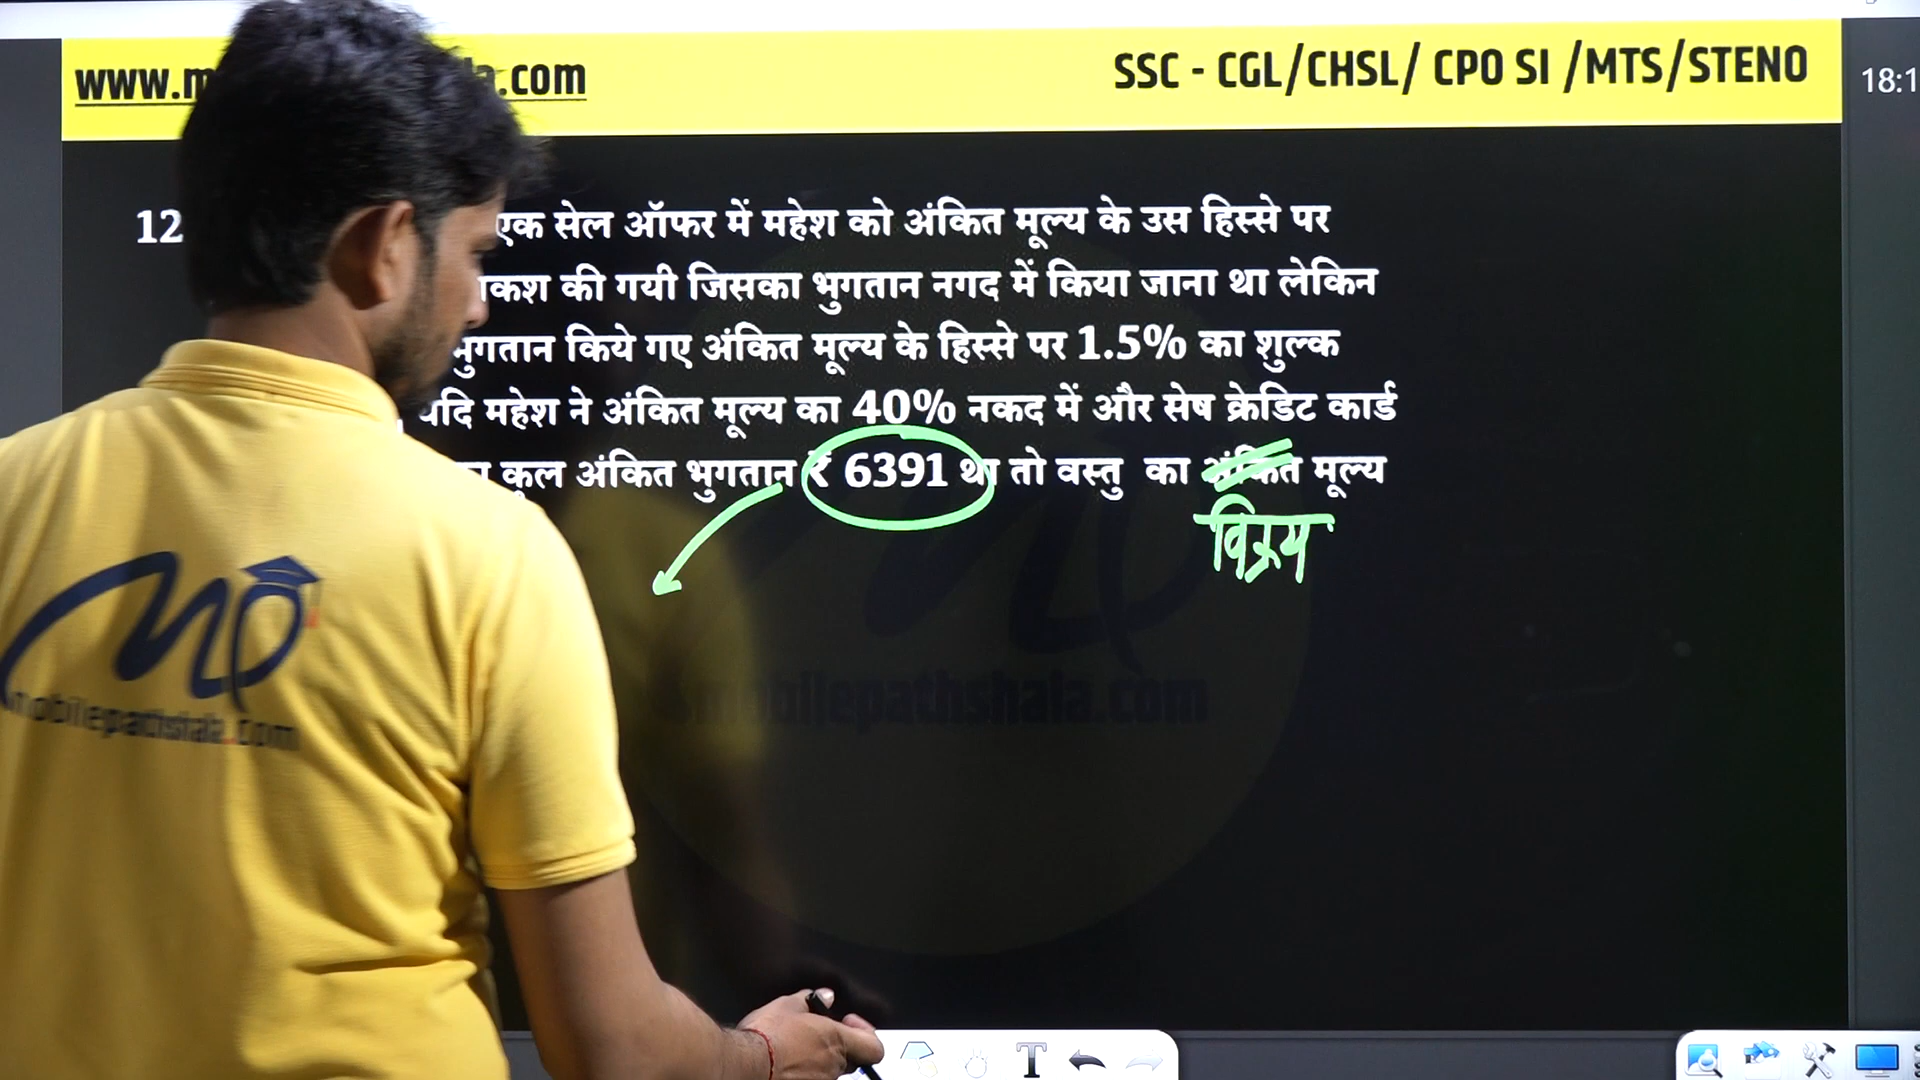 .com
SSC - CGL/CHSL/ CPO SI /MTS/STENO
18:1
12
एक सेल ऑफर में महेश को अंकित मूल्य के उस हिस्से पर
की गयी जिसका भुगतान नगद में किया जाना था लेकिन
भुगतान किये गए अंकित मूल्य के हिस्से पर 1.5% का शुल्क
यदि महेश ने अंकित मूल्य का 40% नकद में और सेष क्रेडिट कार्ड
कुल अंकित भुगतान ₹ 6391 था तो वस्तु का अंकित मूल्य
विक्रय
mobilepathshala.com
mobilepathshala.com
T